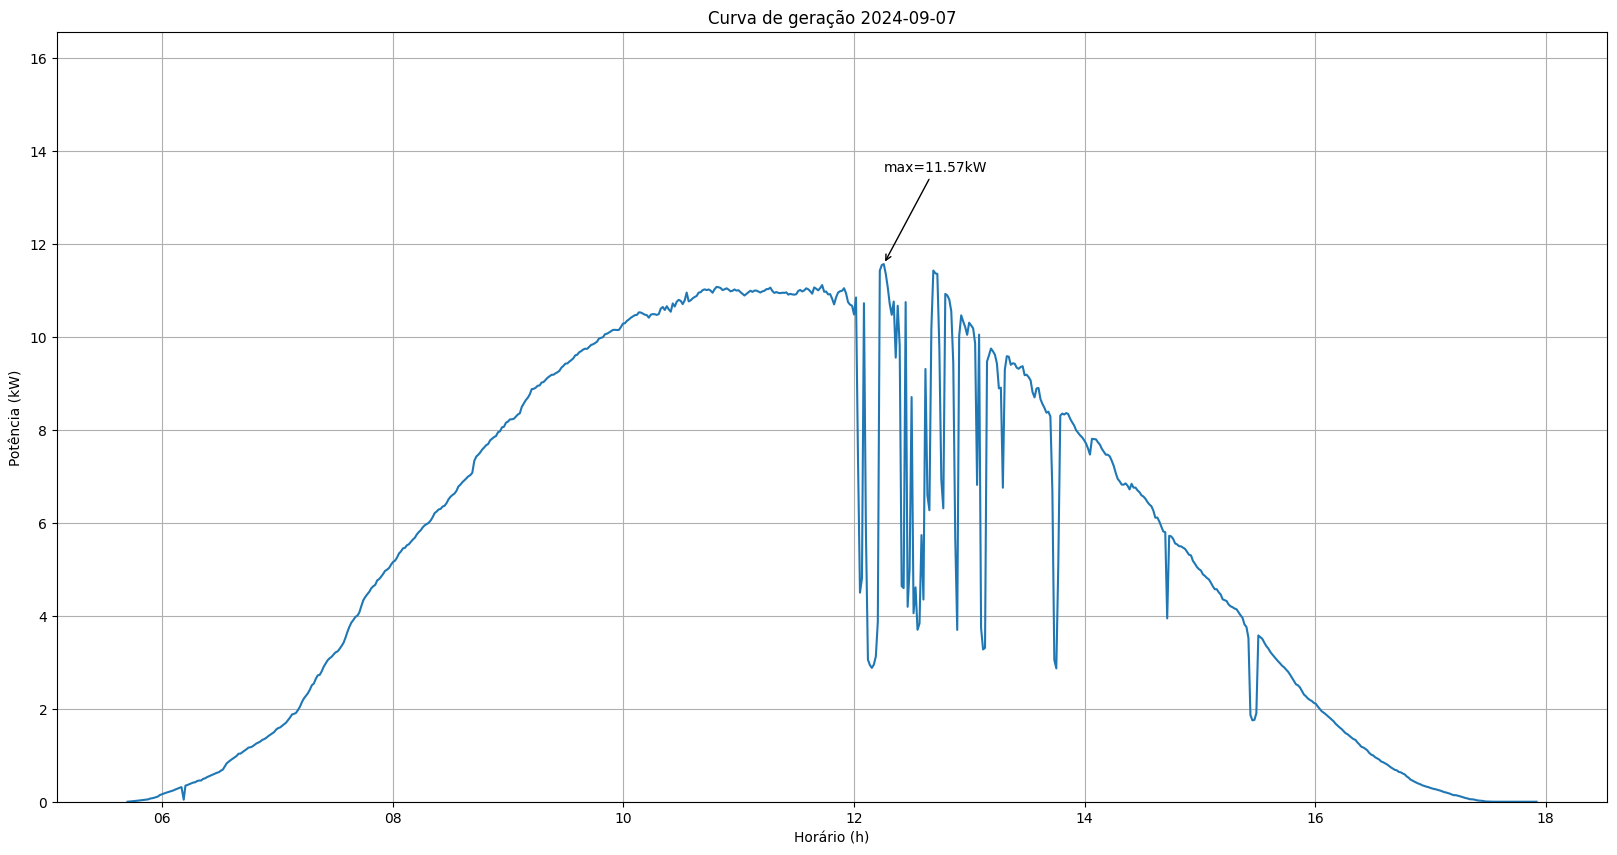 Curva de geração 2024-09-07
16
14
max=11.57kW
12
10
8
6
4
2
0
Potência (kW)
06 08 10 12 14 16 18
Horário (h)